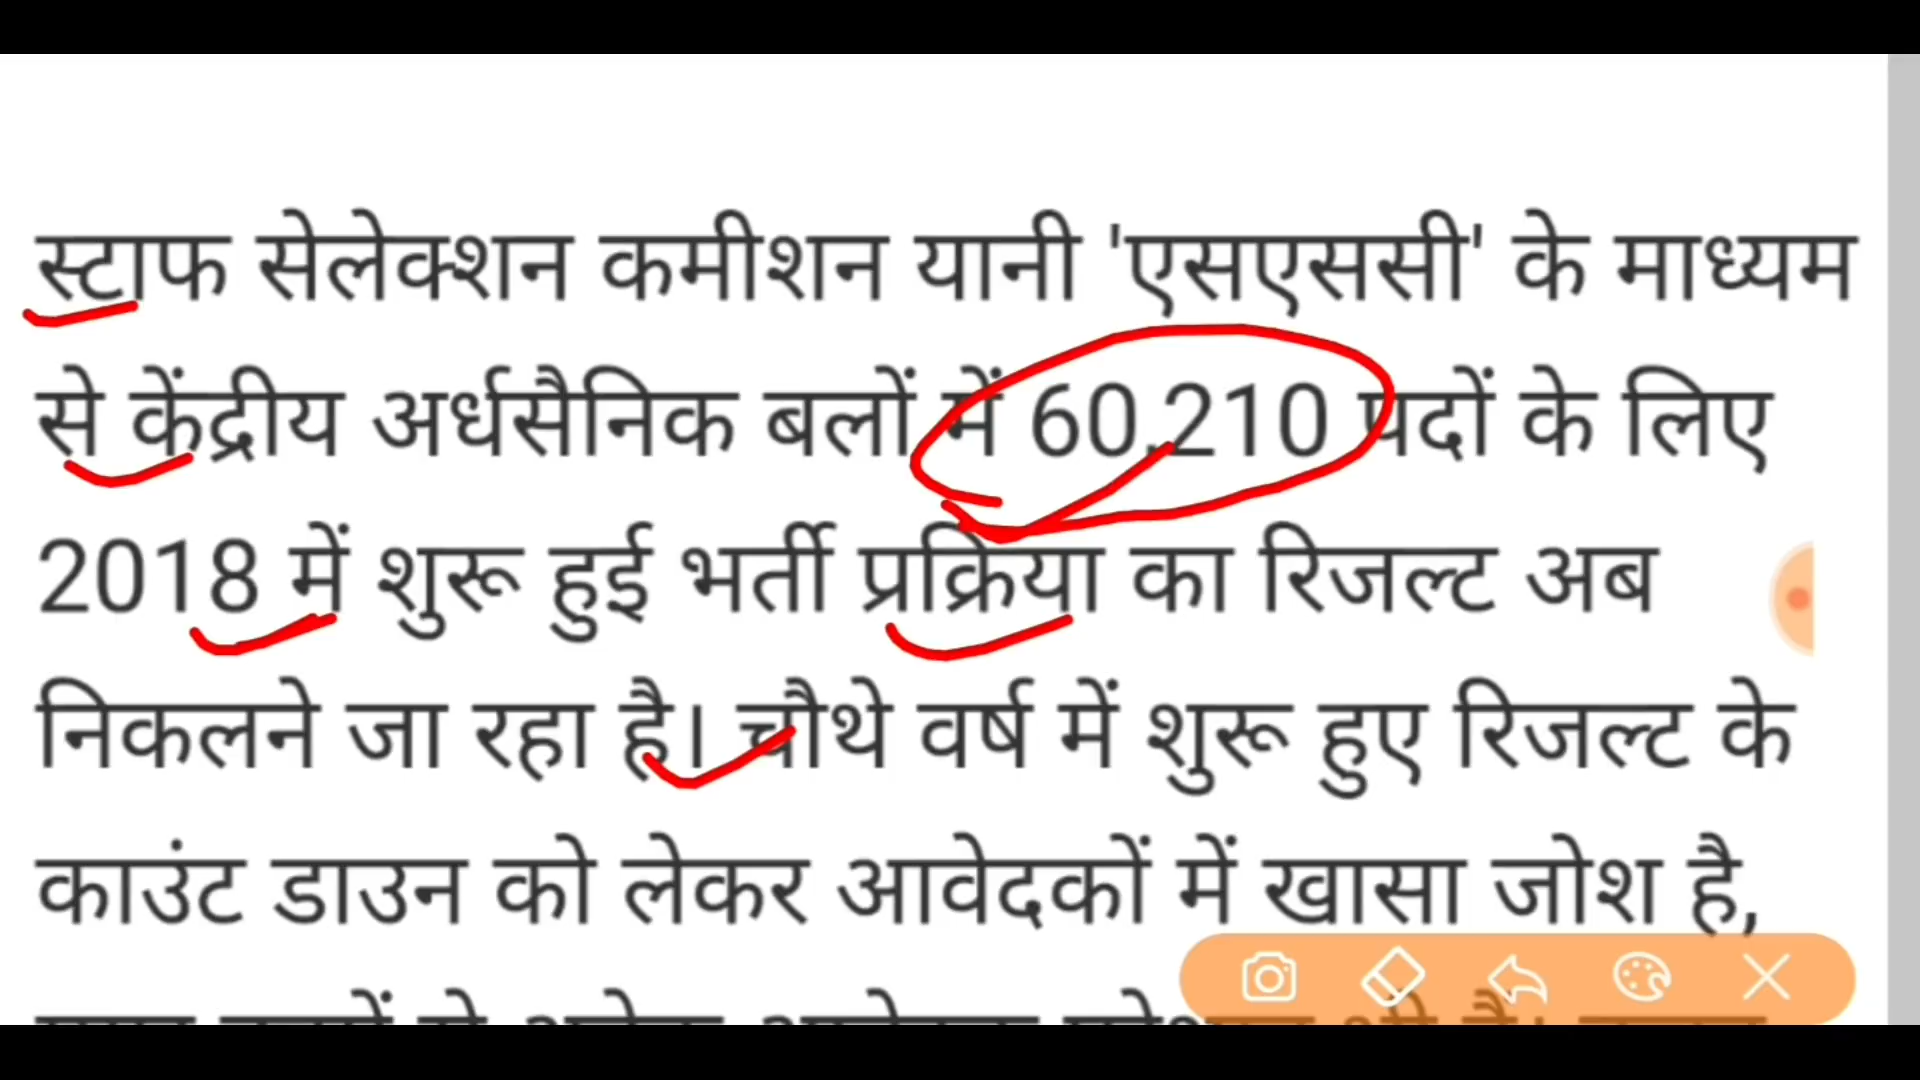 स्टाफ सेलेक्शन कमीशन यानी 'एसएससी' के माध्यम
से केंद्रीय अर्धसैनिक बलों में 60,210 पदों के लिए
2018 में शुरू हुई भर्ती प्रक्रिया का रिजल्ट अब
निकलने जा रहा है। चौथे वर्ष में शुरू हुए रिजल्ट के
काउंट डाउन को लेकर आवेदकों में खासा जोश है,